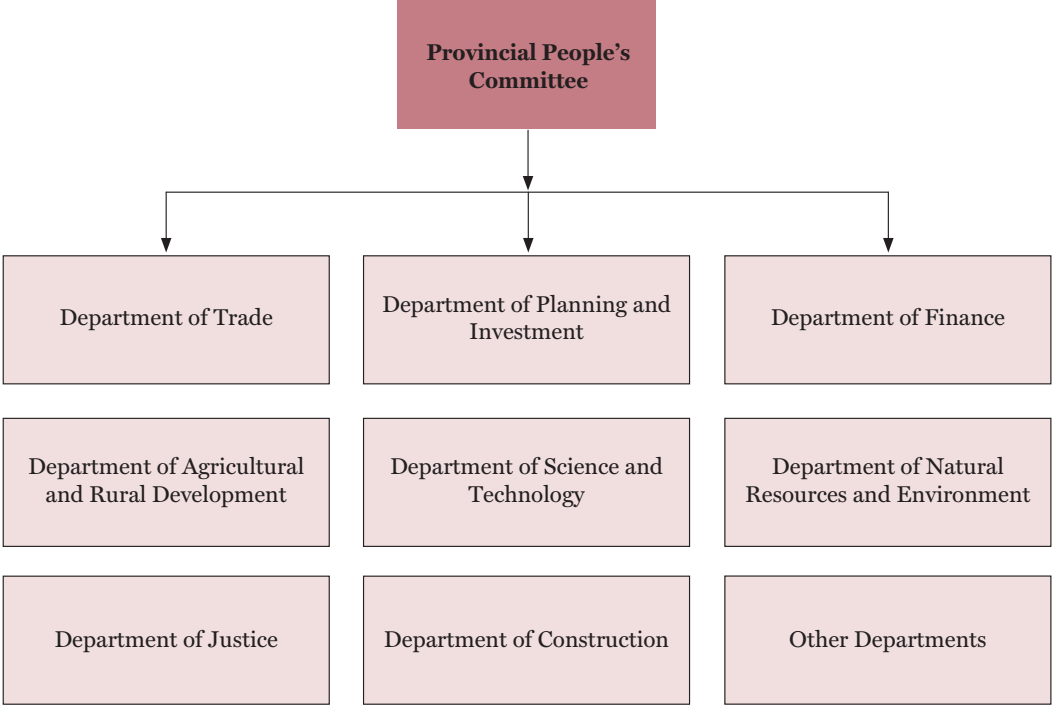 Provincial People’s
Committee
Department of Trade
Department of Planning and
Investment
Department of Finance
Department of Agricultural
and Rural Development
Department of Science and
Technology
Department of Natural
Resources and Environment
Department of Justice
Department of Construction
Other Departments